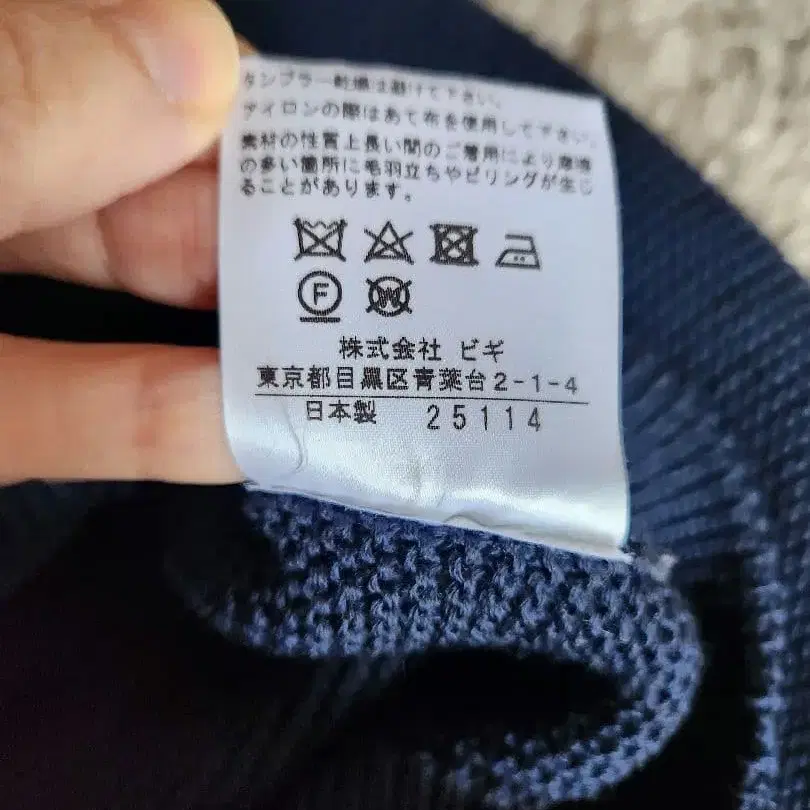 タンブラー乾燥は避けて下さい。
アイロンの際はあて布を使用して下さい。
素材の性質上長い間のご着用により摩擦
の多い箇所に毛羽立ちやピリングが生じ
ることがあります。
F W
株式会社 ビギ
東京都目黒区青葉台2-1-4
日本製 25114